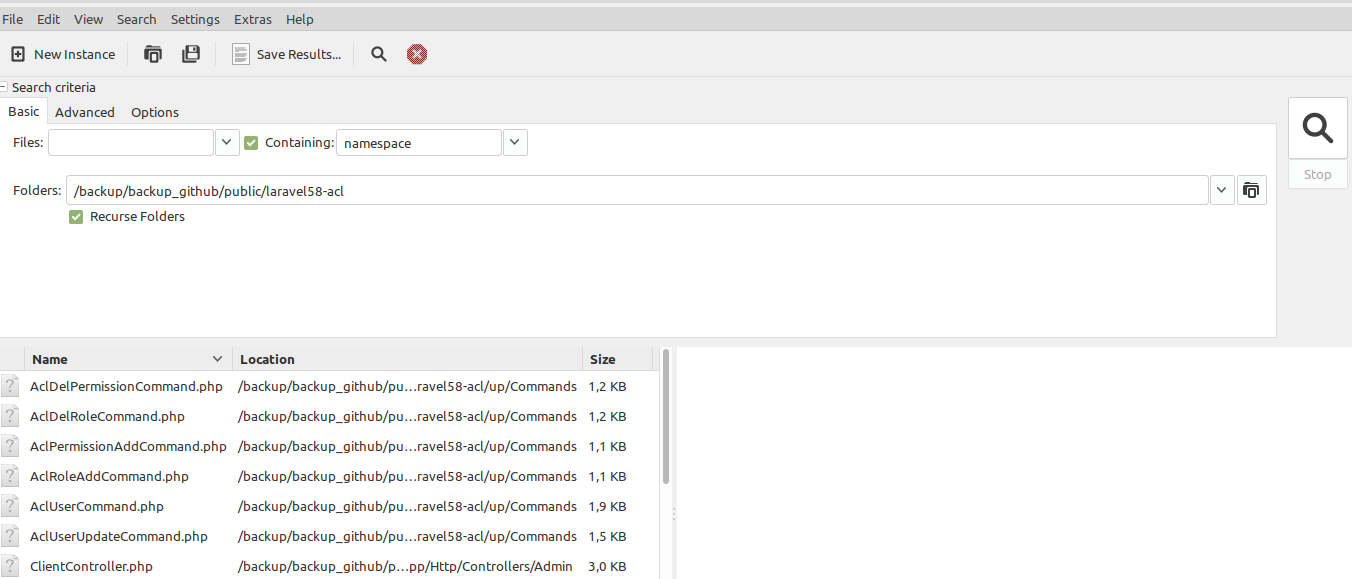 File Edit View Search Settings Extras Help
New Instance Save Results...
Search criteria
Basic Advanced Options
Files: Containing: namespace
Folders: /backup/backup_github/public/laravel58-acl
Stop
Recurse Folders
Name Location Size
AclDelPermissionCommand.php /backup/backup_github/pu...ravel58-acl/up/Commands 1,2 KB
AclDelRoleCommand.php /backup/backup_github/pu...ravel58-acl/up/Commands 1,2 KB
AclPermissionAddCommand.php /backup/backup_github/pu...ravel58-acl/up/Commands 1,1 KB
AclRoleAddCommand.php /backup/backup_github/pu...ravel58-acl/up/Commands 1,1 KB
AclUserCommand.php /backup/backup_github/pu...ravel58-acl/up/Commands 1,9 KB
AclUserUpdateCommand.php /backup/backup_github/pu...ravel58-acl/up/Commands 1,5 KB
ClientController.php /backup/backup_github/p...pp/Http/Controllers/Admin 3,0 KB